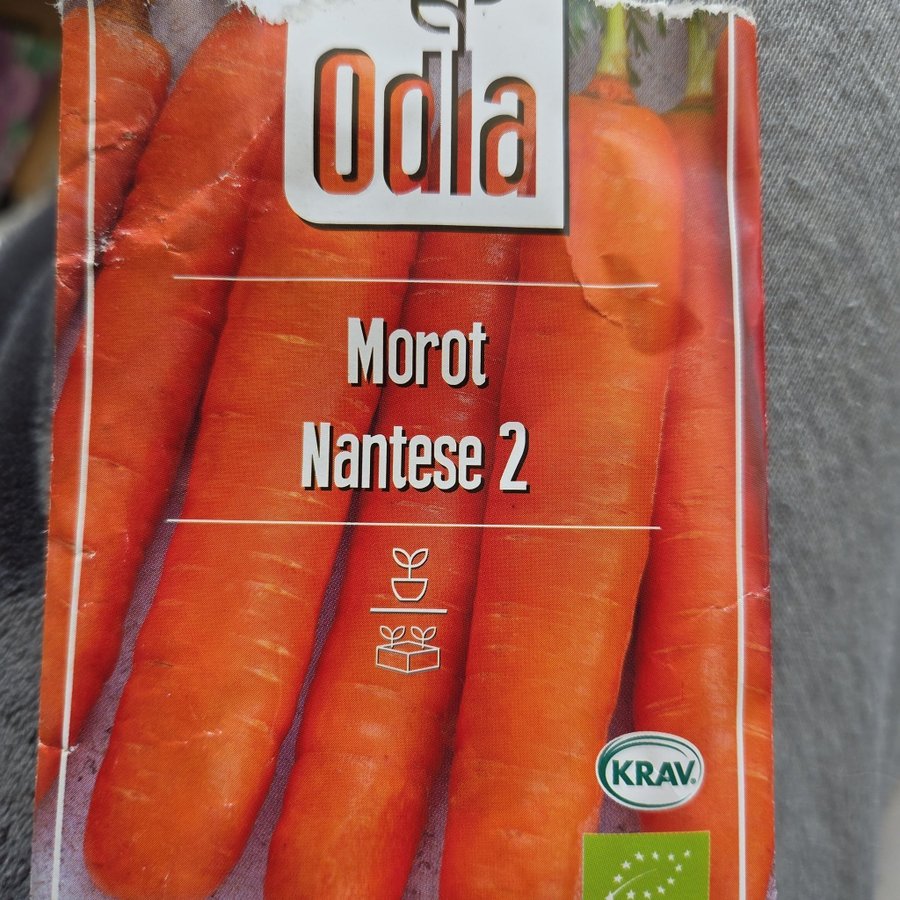 Odla
Morot
Nantese 2
KRAV